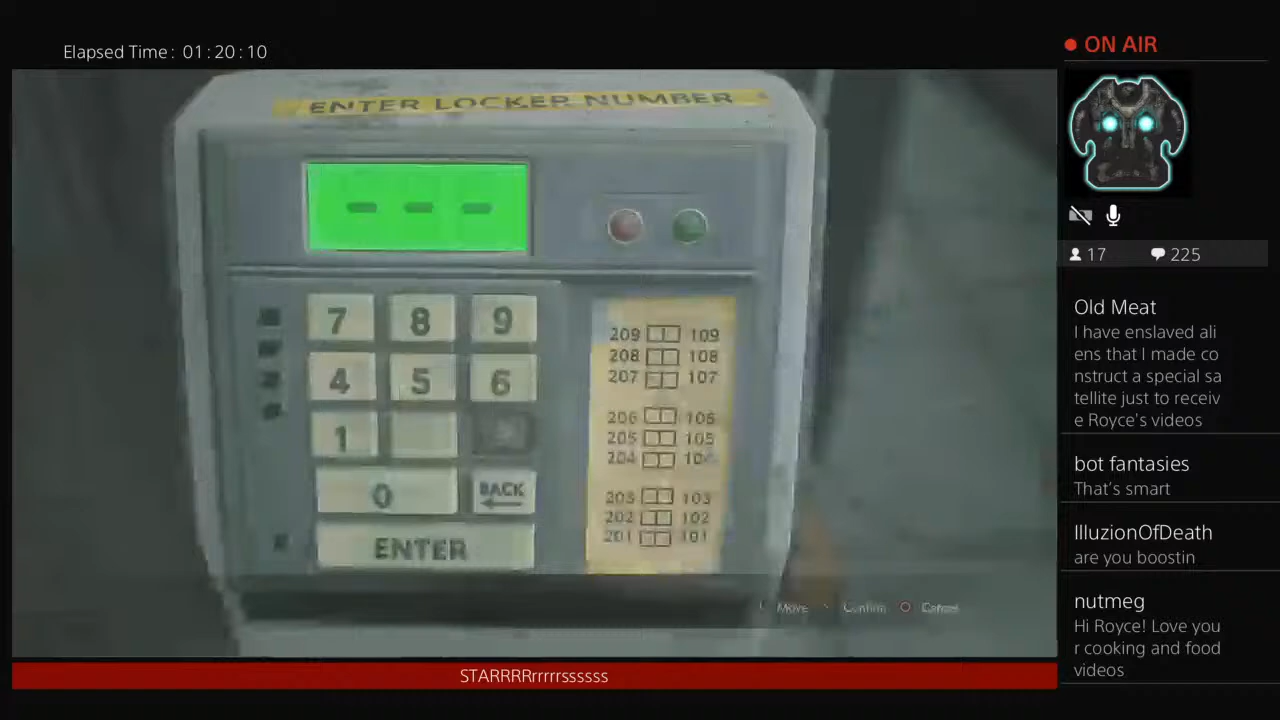 Elapsed Time: 01:20:10
ON AIR
ENTER LOCKER NUMBER
- - -
7 8 9
4 5 6
1
0 BACK
ENTER
209 109
208 108
207 107
206 106
205 105
204 104
203 103
202 102
201 101
Move Confirm Cancel
STARRRRrrrrrssssss
17 225
Old Meat
I have enslaved ali
ens that I made co
nstruct a special sa
tellite just to receiv
e Royce's videos
bot fantasies
That's smart
IlluzionOfDeath
are you boostin
nutmeg
Hi Royce! Love you
r cooking and food
videos